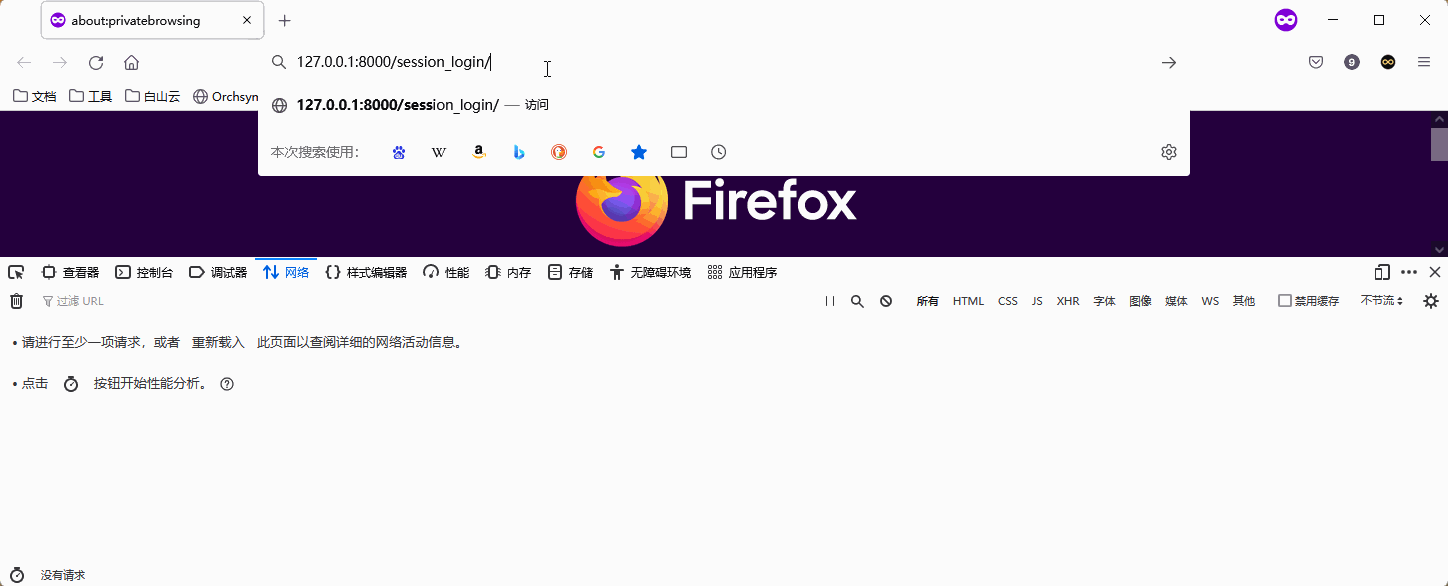 about:privatebrowsing
127.0.0.1:8000/session_login/
9
文档 工具 白山云 Orchsyn
127.0.0.1:8000/session_login/ — 访问
本次搜索使用:
Firefox
查看器 控制台 调试器 网络 样式编辑器 性能 内存 存储 无障碍环境 应用程序
过滤 URL 所有 HTML CSS JS XHR 字体 图像 媒体 WS 其他 禁用缓存 不节流
• 请进行至少一项请求，或者 重新载入 此页面以查阅详细的网络活动信息。
• 点击 按钮开始性能分析。
没有请求